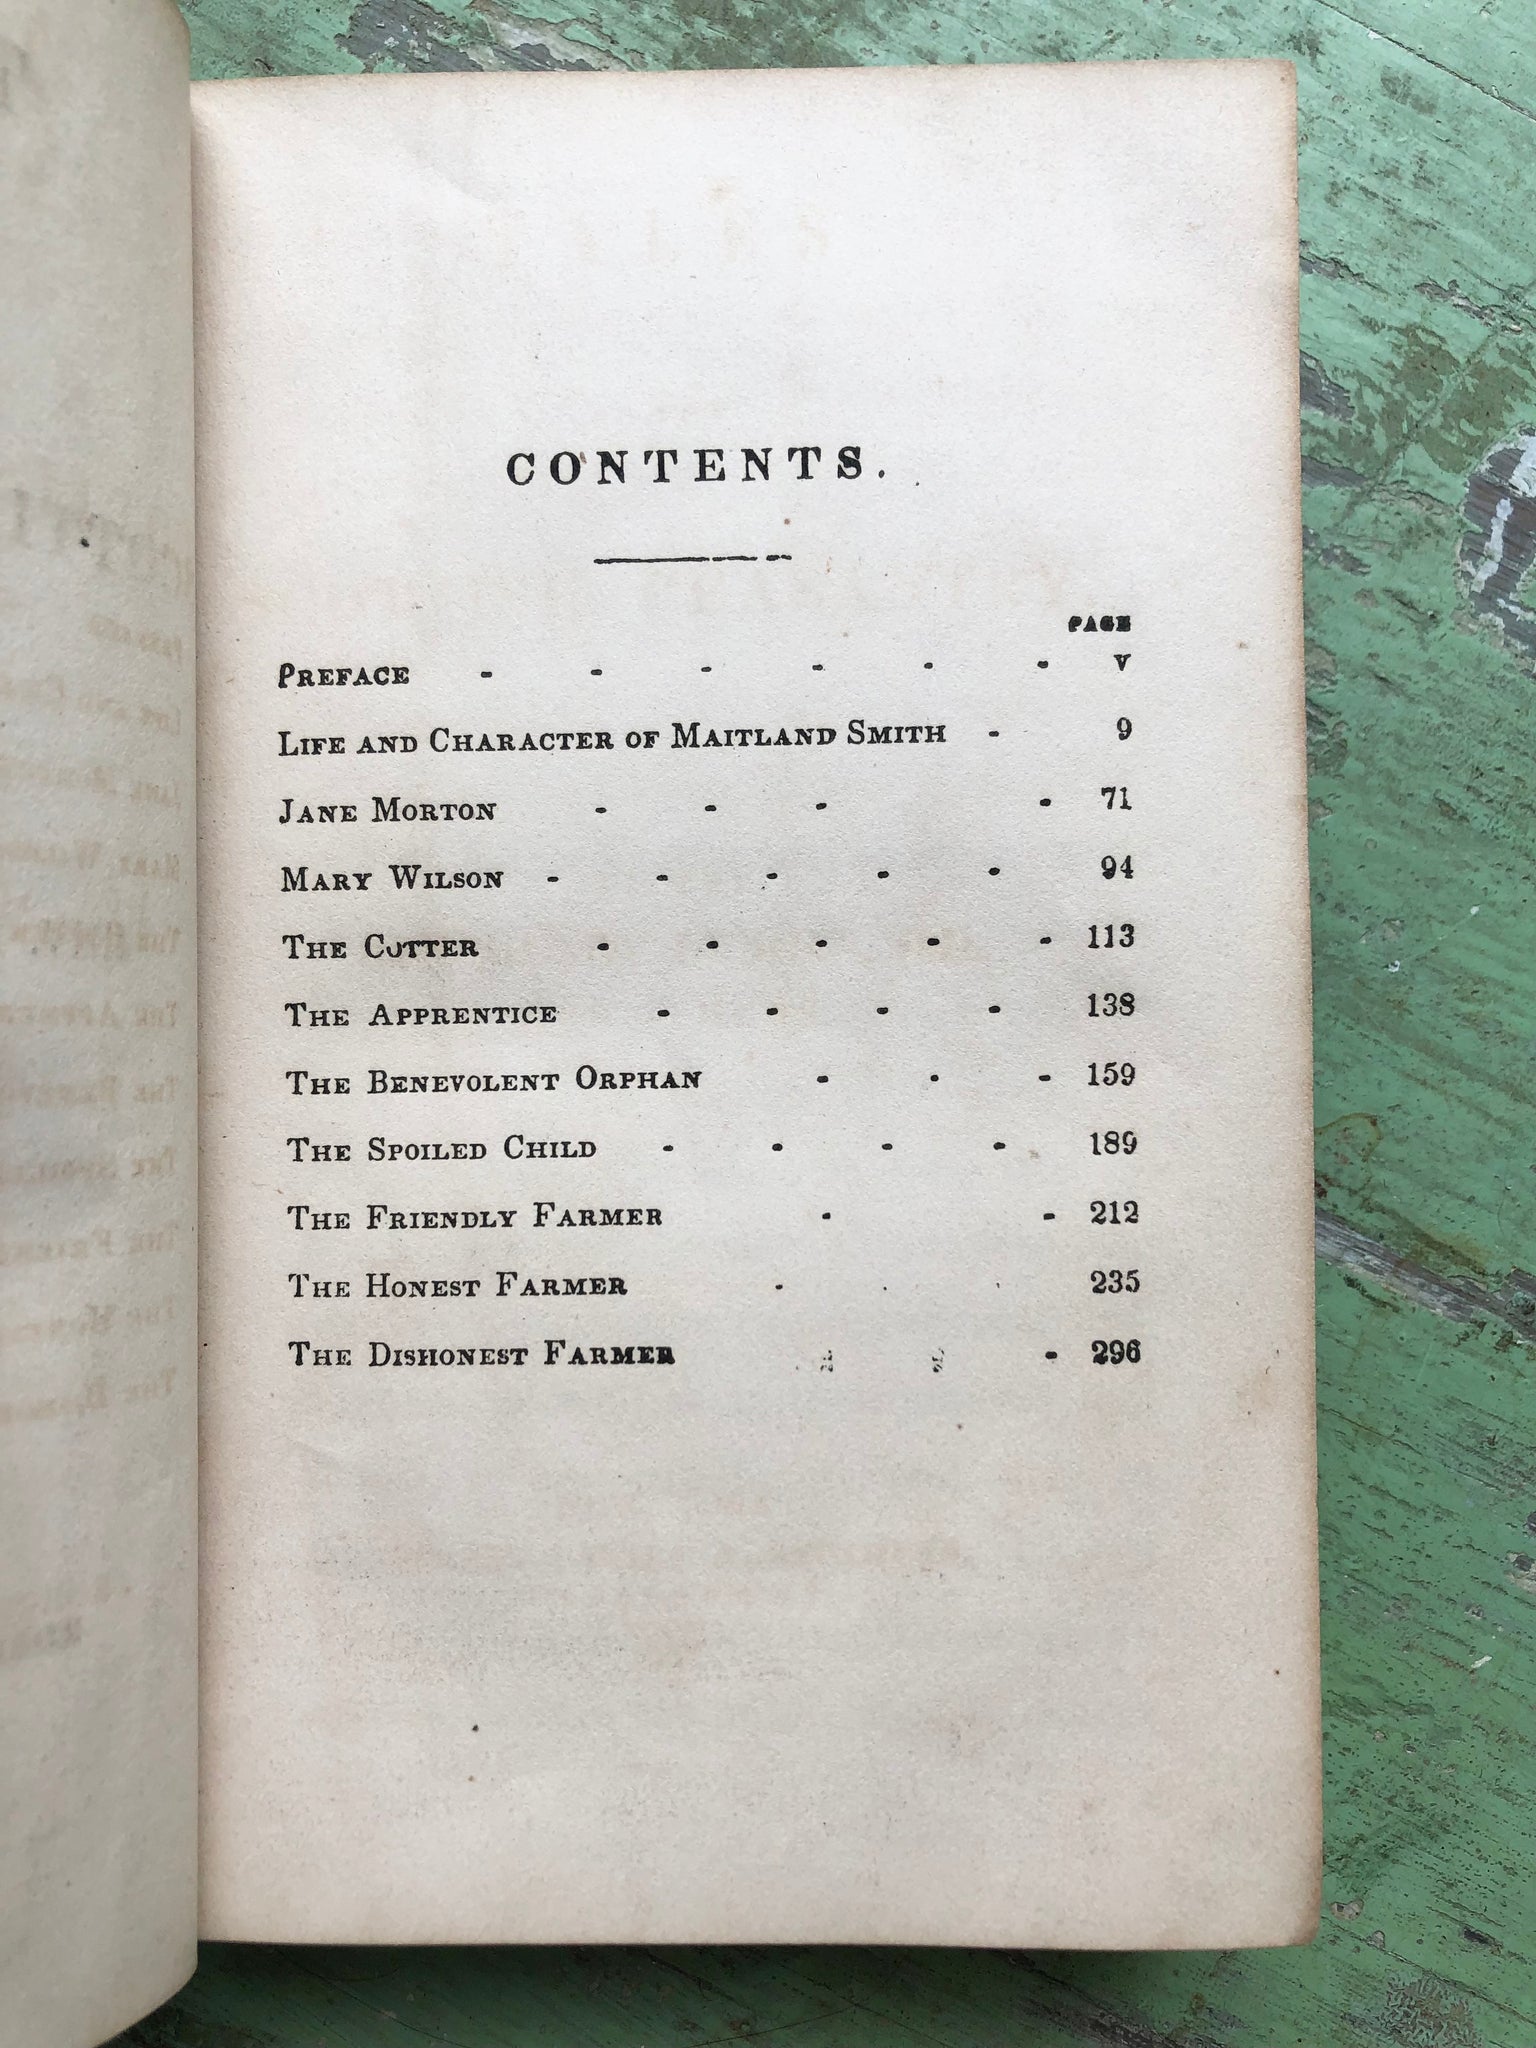 CONTENTS.
PAGE
PREFACE - - - - - - V
LIFE AND CHARACTER OF MAITLAND SMITH - 9
JANE MORTON - - - - 71
MARY WILSON - - - - - 94
THE COTTER - - - - - 113
THE APPRENTICE - - - - 138
THE BENEVOLENT ORPHAN - - - 159
THE SPOILED CHILD - - - - 189
THE FRIENDLY FARMER - - 212
THE HONEST FARMER - 235
THE DISHONEST FARMER - 296